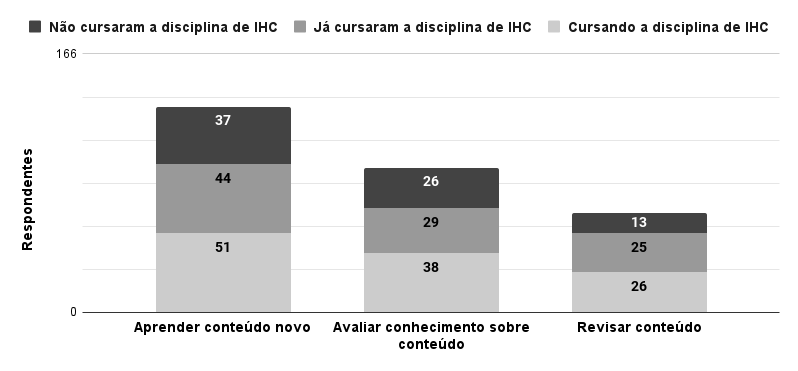 Não cursaram a disciplina de IHC Já cursaram a disciplina de IHC Cursando a disciplina de IHC
166
Respondentes
0
37
44
51
26
29
38
13
25
26
Aprender conteúdo novo
Avaliar conhecimento sobre
conteúdo
Revisar conteúdo